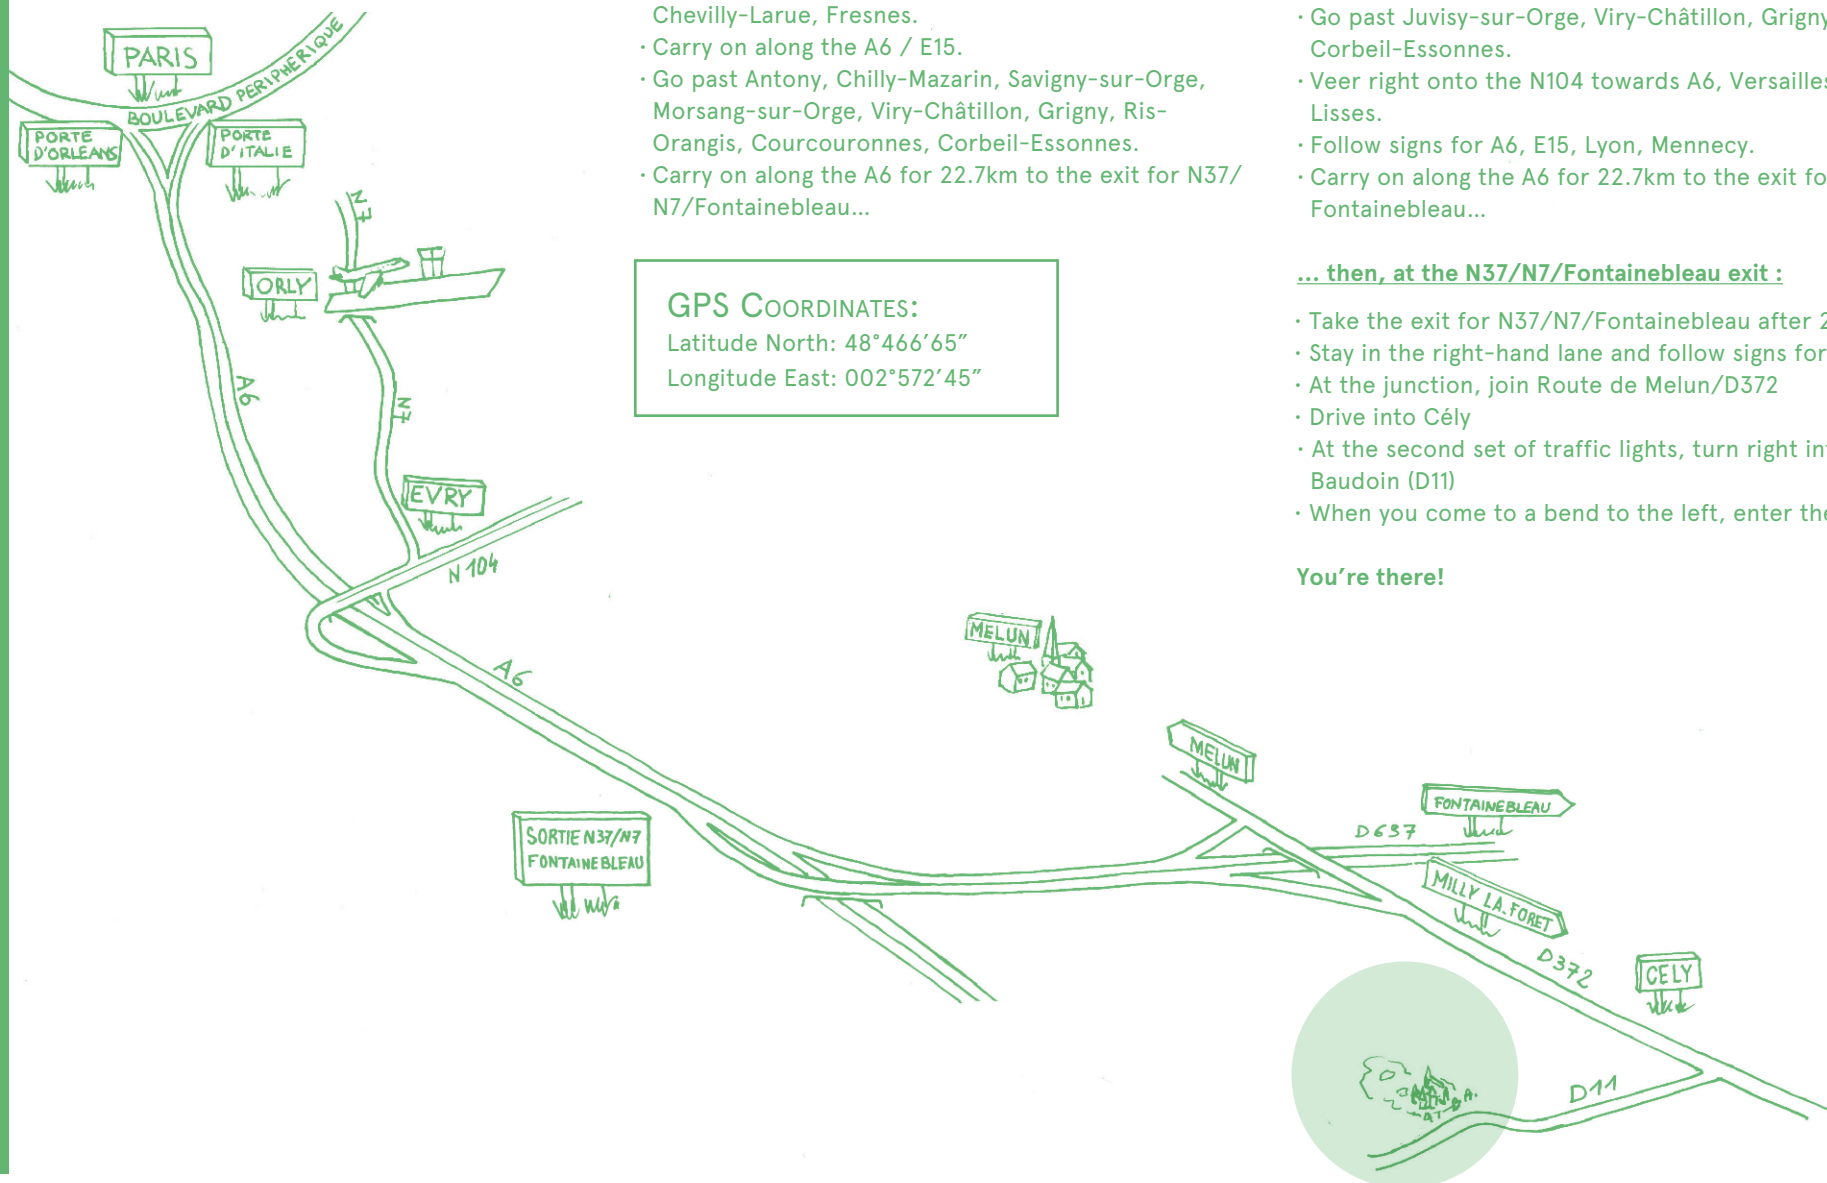 Chevilly-Larue, Fresnes.
· Carry on along the A6 / E15.
· Go past Antony, Chilly-Mazarin, Savigny-sur-Orge,
Morsang-sur-Orge, Viry-Châtillon, Grigny, Ris-
Orangis, Courcouronnes, Corbeil-Essonnes.
· Carry on along the A6 for 22.7km to the exit for N37/
N7/Fontainebleau...
GPS COORDINATES:
Latitude North: 48°466’65”
Longitude East: 002°572’45”
· Go past Juvisy-sur-Orge, Viry-Châtillon, Grigny
Corbeil-Essonnes.
· Veer right onto the N104 towards A6, Versailles
Lisses.
· Follow signs for A6, E15, Lyon, Mennecy.
· Carry on along the A6 for 22.7km to the exit fo
Fontainebleau...
... then, at the N37/N7/Fontainebleau exit :
· Take the exit for N37/N7/Fontainebleau after 2
· Stay in the right-hand lane and follow signs for
· At the junction, join Route de Melun/D372
· Drive into Cély
· At the second set of traffic lights, turn right in
Baudoin (D11)
· When you come to a bend to the left, enter the
You’re there!
PARIS
BOULEVARD PERIPHERIQUE
PORTE
D'ORLEANS
PORTE
D'ITALIE
N7
ORLY
A6
N7
EVRY
N 104
A6
MELUN
MELUN
SORTIE N37/N7
FONTAINEBLEAU
FONTAINEBLEAU
D637
MILLY LA.FORET
D372
CELY
D11